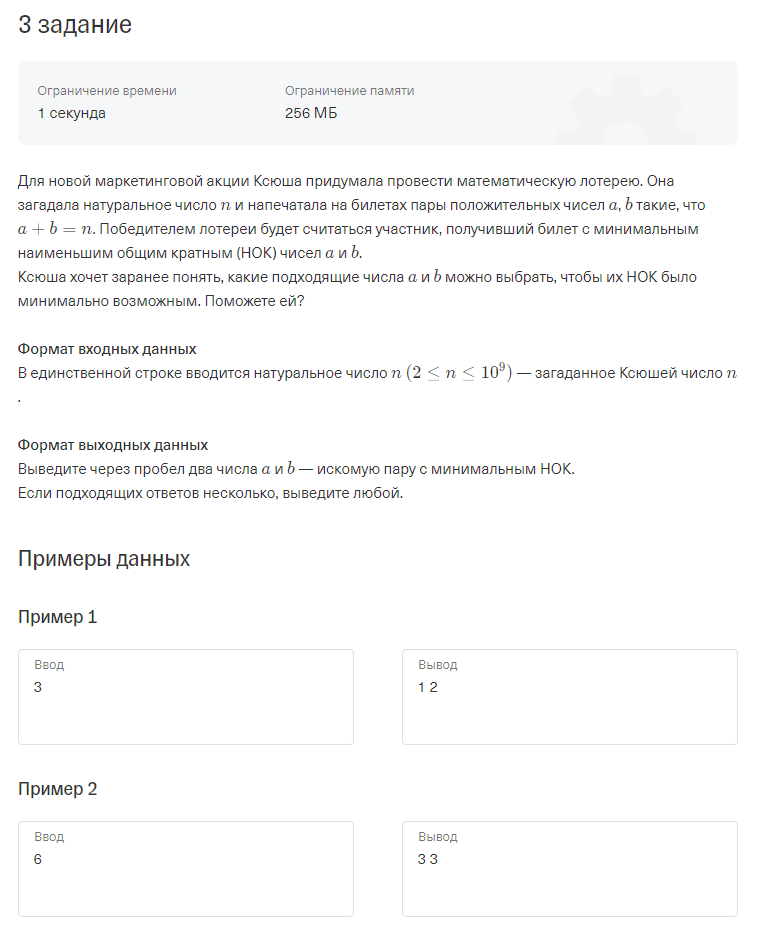 3 задание
Ограничение времени
Ограничение памяти
1 секунда
256 МБ
Для новой маркетинговой акции Ксюша придумала провести математическую лотерею. Она
загадала натуральное число n и напечатала на билетах пары положительных чисел a, b такие, что
a + b = n. Победителем лотереи будет считаться участник, получивший билет с минимальным
наименьшим общим кратным (НОК) чисел a и b.
Ксюша хочет заранее понять, какие подходящие числа a и b можно выбрать, чтобы их НОК было
минимально возможным. Поможете ей?
Формат входных данных
В единственной строке вводится натуральное число n (2 ≤ n ≤ 10⁹) — загаданное Ксюшей число n
.
Формат выходных данных
Выведите через пробел два числа a и b — искомую пару с минимальным НОК.
Если подходящих ответов несколько, выведите любой.
Примеры данных
Пример 1
Ввод
3
Вывод
1 2
Пример 2
Ввод
6
Вывод
3 3